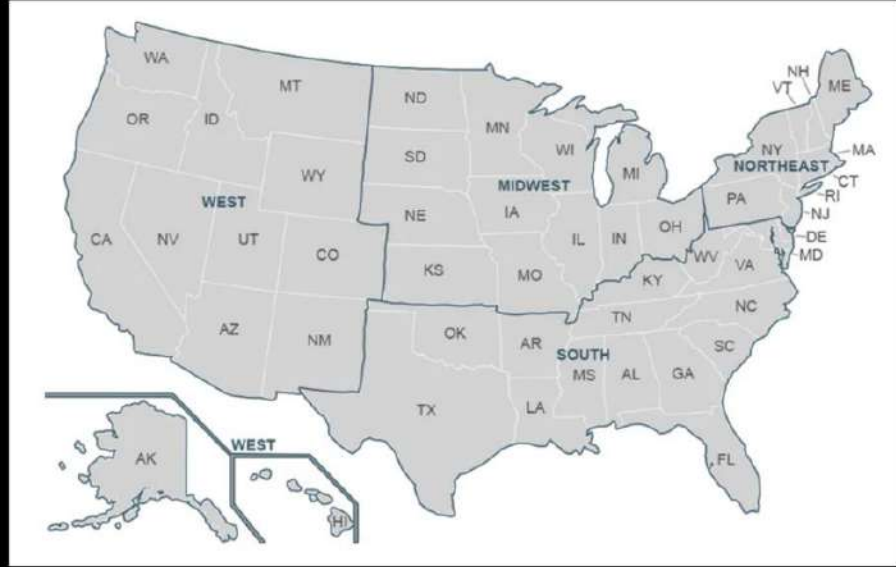 WA
MT
ND
MN
NH
VT
ME
OR
ID
SD
WI
MI
NY
MA
NORTHEAST
WY
MIDWEST
CT
RI
WEST
NE
IA
PA
NJ
CA
NV
UT
CO
IL
IN
OH
DE
MD
WV
VA
KS
MO
KY
AZ
NM
OK
AR
TN
NC
SOUTH
SC
MS
AL
GA
TX
LA
FL
WEST
AK
HI